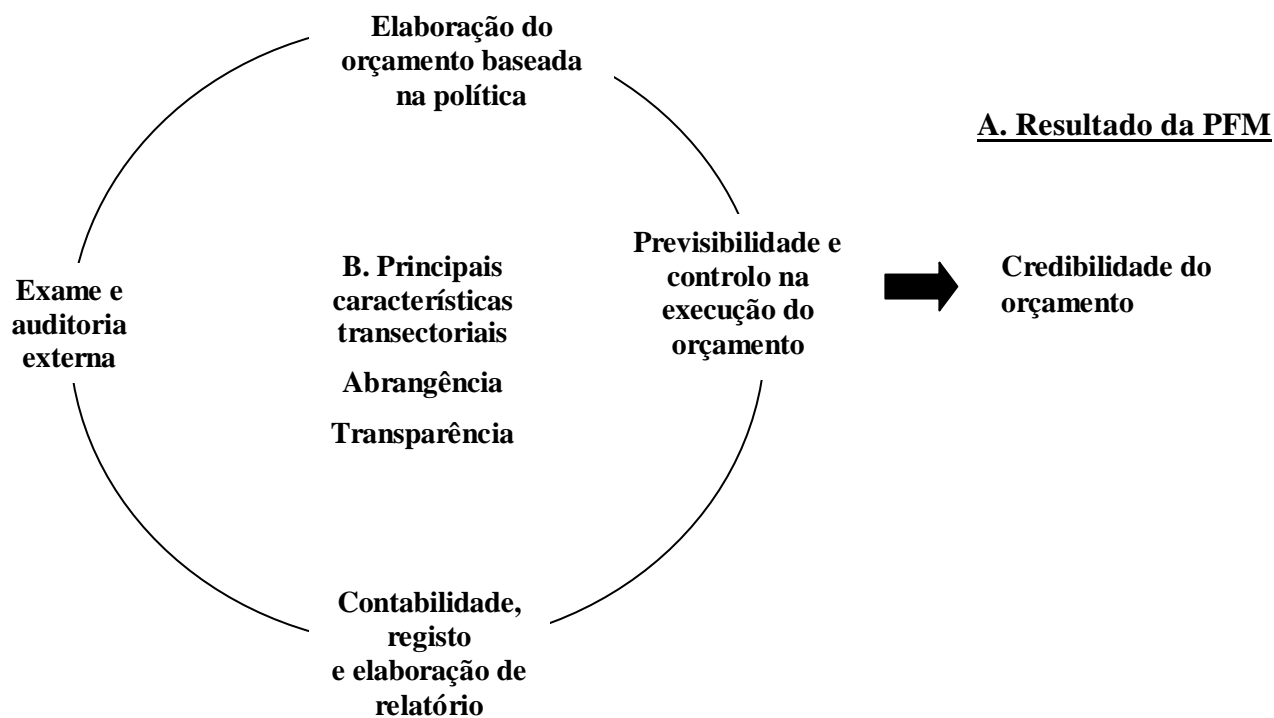 Elaboração do
orçamento baseada
na política
A. Resultado da PFM
Previsibilidade e
controlo na
execução do
orçamento
Credibilidade do
orçamento
B. Principais
características
transectoriais
Abrangência
Transparência
Exame e
auditoria
externa
Contabilidade,
registo
e elaboração de
relatório